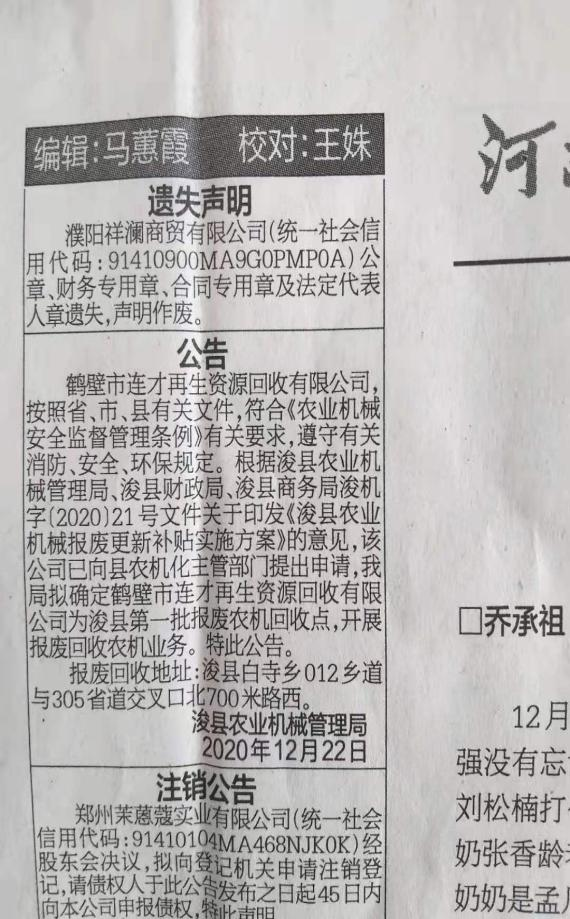 编辑:马蕙霞 校对:王姝
遗失声明
濮阳祥澜商贸有限公司(统一社会信
用代码:91410900MA9G0PMP0A)公
章、财务专用章、合同专用章及法定代表
人章遗失,声明作废。
公告
鹤壁市连才再生资源回收有限公司,
按照省、市、县有关文件,符合《农业机械
安全监督管理条例》有关要求,遵守有关
消防、安全、环保规定。根据浚县农业机
械管理局、浚县财政局、浚县商务局浚机
字(2020)21号文件关于印发《浚县农业
机械报废更新补贴实施方案》的意见,该
公司已向县农机化主管部门提出申请,我
局拟确定鹤壁市连才再生资源回收有限
公司为浚县第一批报废农机回收点,开展
报废回收农机业务。特此公告。
报废回收地址:浚县白寺乡012乡道
与305省道交叉口北700米路西。
浚县农业机械管理局
2020年12月22日
注销公告
郑州莱蒽蔻实业有限公司(统一社会
信用代码:91410104MA468NJK0K)经
股东会决议,拟向登记机关申请注销登
记,请债权人于此公告发布之日起45日内
向本公司申报债权,特此声明
河
□乔承祖
12月
强没有忘
刘松楠打
奶张香龄
奶奶是孟